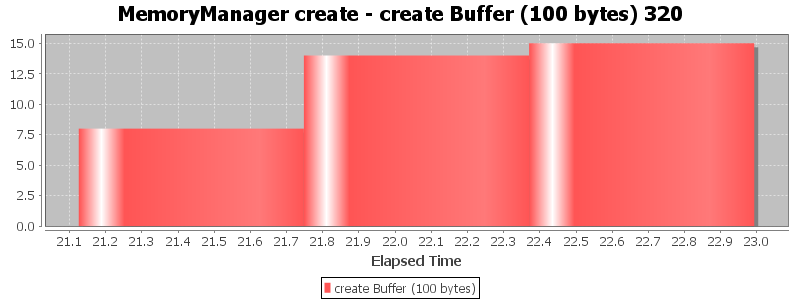 MemoryManager create - create Buffer (100 bytes) 320
15.0
12.5
10.0
7.5
5.0
2.5
0.0
21.1 21.2 21.3 21.4 21.5 21.6 21.7 21.8 21.9 22.0 22.1 22.2 22.3 22.4 22.5 22.6 22.7 22.8 22.9 23.0
Elapsed Time
create Buffer (100 bytes)